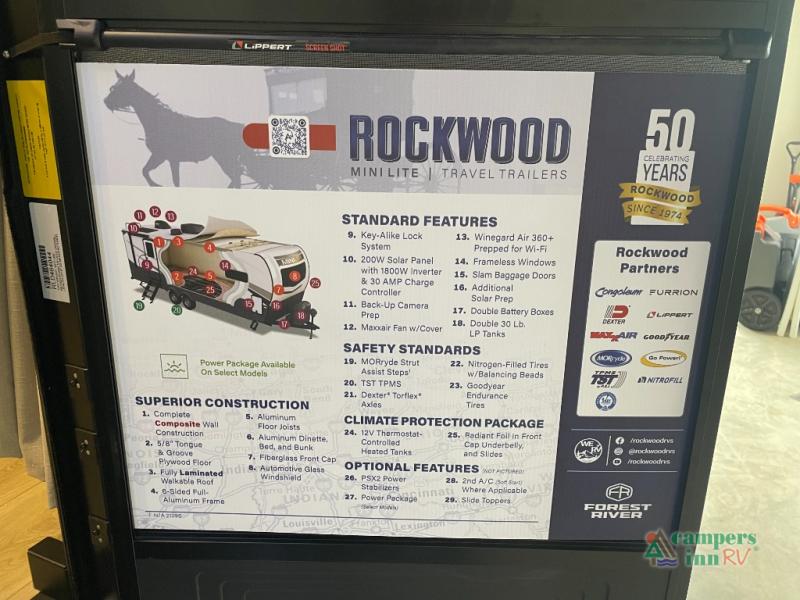 LIPPERT SCREEN SHOT
ROCKWOOD
MINI LITE | TRAVEL TRAILERS
50
CELEBRATING
YEARS
ROCKWOOD
SINCE 1974
STANDARD FEATURES
9. Key-Alike Lock
System
10. 200W Solar Panel
with 1800W Inverter
& 30 AMP Charge
Controller
11. Back-Up Camera
Prep
12. Maxxair Fan w/Cover
13. Winegard Air 360+
Prepped for Wi-Fi
14. Frameless Windows
15. Slam Baggage Doors
16. Additional
Solar Prep
17. Double Battery Boxes
18. Double 30 Lb.
LP Tanks
Power Package Available
On Select Models
SAFETY STANDARDS
19. MORryde Strut
Assist Steps
20. TST TPMS
21. Dexter® Torflex®
Axles
22. Nitrogen-Filled Tires
w/Balancing Beads
23. Goodyear
Endurance
Tires
SUPERIOR CONSTRUCTION
1. Complete
Composite Wall
Construction
2. 5/8" Tongue
& Groove
Plywood Floor
3. Fully Laminated
Walkable Roof
4. 6-Sided Full-
Aluminum Frame
5. Aluminum
Floor Joists
6. Aluminum Dinette,
Bed, and Bunk
7. Fiberglass Front Cap
8. Automotive Glass
Windshield
CLIMATE PROTECTION PACKAGE
24. 12V Thermostat-
Controlled
Heated Tanks
25. Radiant Foil in Front
Cap Underbelly,
and Slides
OPTIONAL FEATURES (NOT PICTURED)
26. PSX2 Power
Stabilizers
27. Power Package
(Select Models)
28. 2nd A/C (Soft Start)
Where Applicable
29. Slide Toppers
Rockwood
Partners
Congoleum FURRION
DEXTER LIPPERT
MAXXAIR GOODYEAR
MORryde Go Power!
TST NITROFILL
WE RV
/rockwoodrvs
@rockwoodrvs
/rockwoodrvs
FR
FOREST
RIVER
campers
inn RV